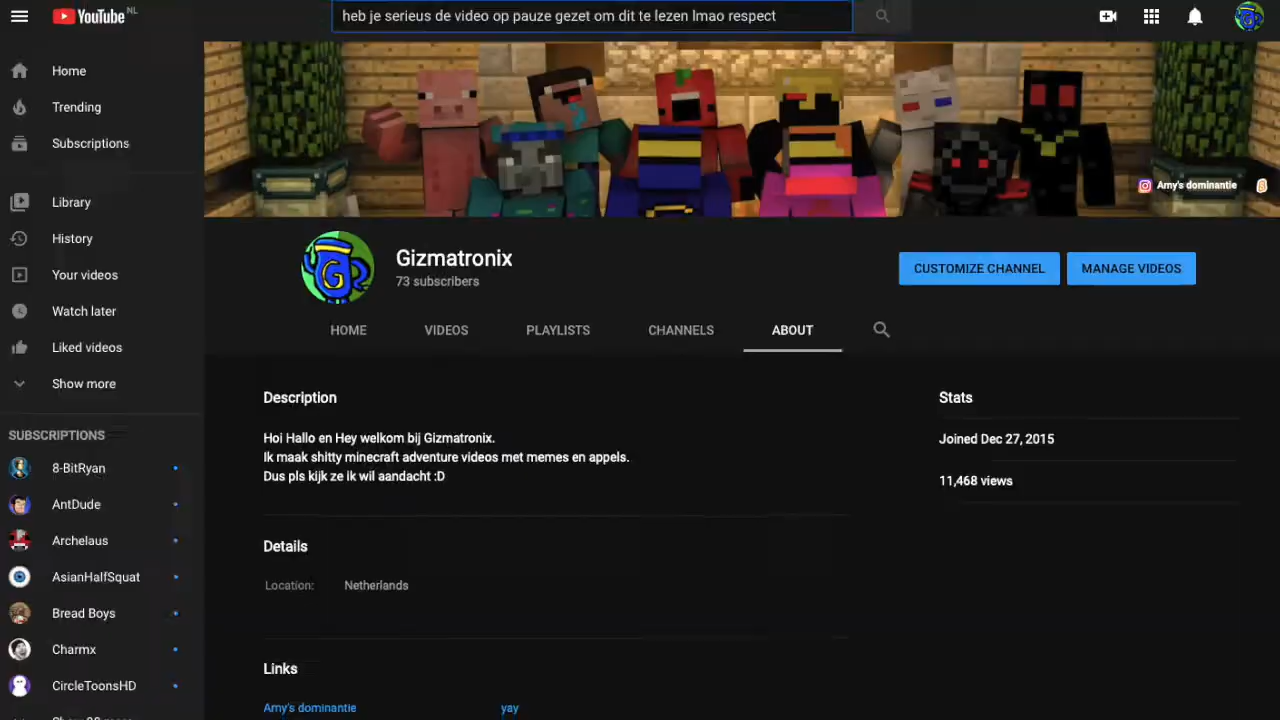 YouTube NL
heb je serieus de video op pauze gezet om dit te lezen lmao respect
Home
Trending
Subscriptions
Library
History
Your videos
Watch later
Liked videos
Show more
SUBSCRIPTIONS
8-BitRyan
AntDude
Archelaus
AsianHalfSquat
Bread Boys
Charmx
CircleToonsHD
Amy's dominantie
G
Gizmatronix
73 subscribers
CUSTOMIZE CHANNEL
MANAGE VIDEOS
HOME
VIDEOS
PLAYLISTS
CHANNELS
ABOUT
Description
Hoi Hallo en Hey welkom bij Gizmatronix.
Ik maak shitty minecraft adventure videos met memes en appels.
Dus pls kijk ze ik wil aandacht :D
Details
Location: Netherlands
Links
Amy's dominantie yay
Stats
Joined Dec 27, 2015
11,468 views